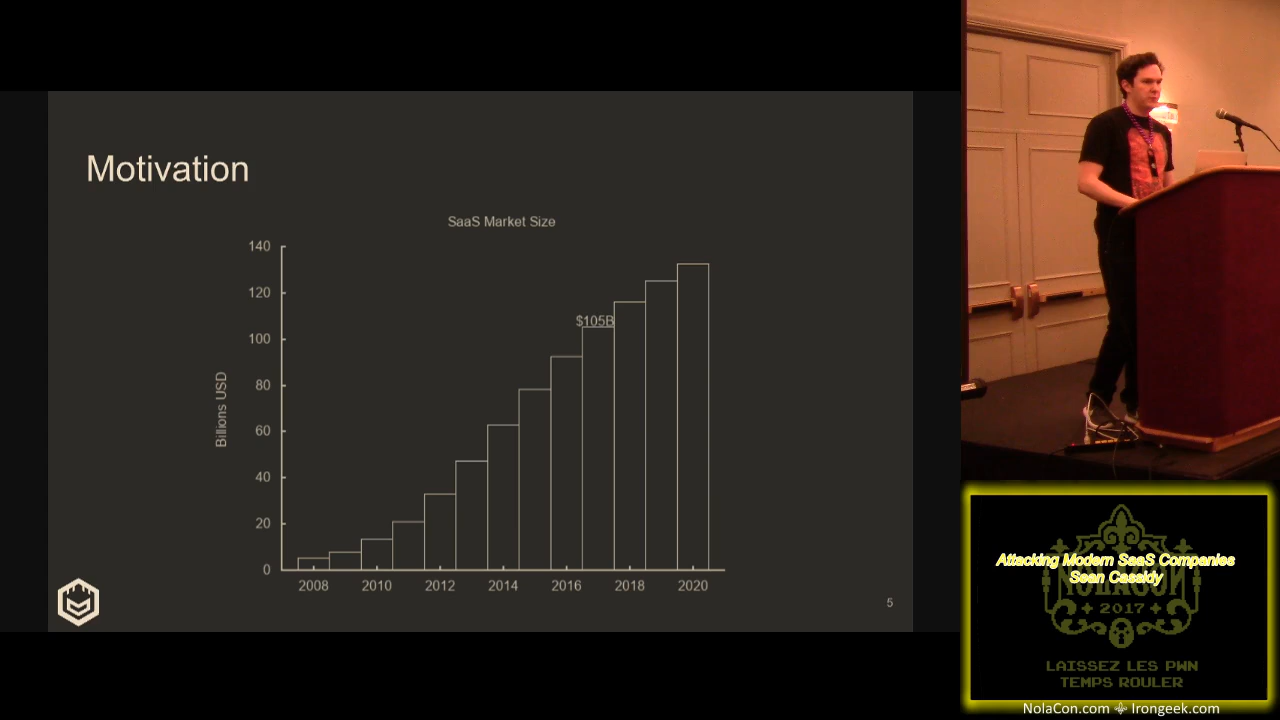 Motivation
SaaS Market Size
140
120
100
80
60
40
20
0
Billions USD
$105B
2008
2010
2012
2014
2016
2018
2020
5
Attacking Modern SaaS Companies
Sean Cassidy
NOLACON
2017
LAISSEZ LES PWN
TEMPS ROULER
NolaCon.com ⚜ Irongeek.com